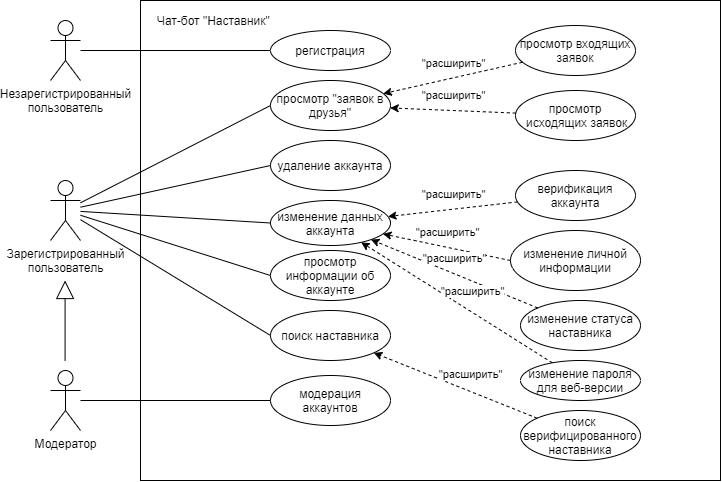 Чат-бот "Наставник"
Незарегистрированный
пользователь
регистрация
"расширить"
просмотр входящих
заявок
просмотр "заявок в
друзья"
"расширить"
просмотр
исходящих заявок
удаление аккаунта
Зарегистрированный
пользователь
изменение данных
аккаунта
"расширить"
верификация
аккаунта
"расширить"
изменение личной
информации
просмотр
информации об
аккаунте
"расширить"
изменение статуса
наставника
"расширить"
изменение пароля
для веб-версии
поиск наставника
"расширить"
поиск
верифицированного
наставника
Модератор
модерация
аккаунтов